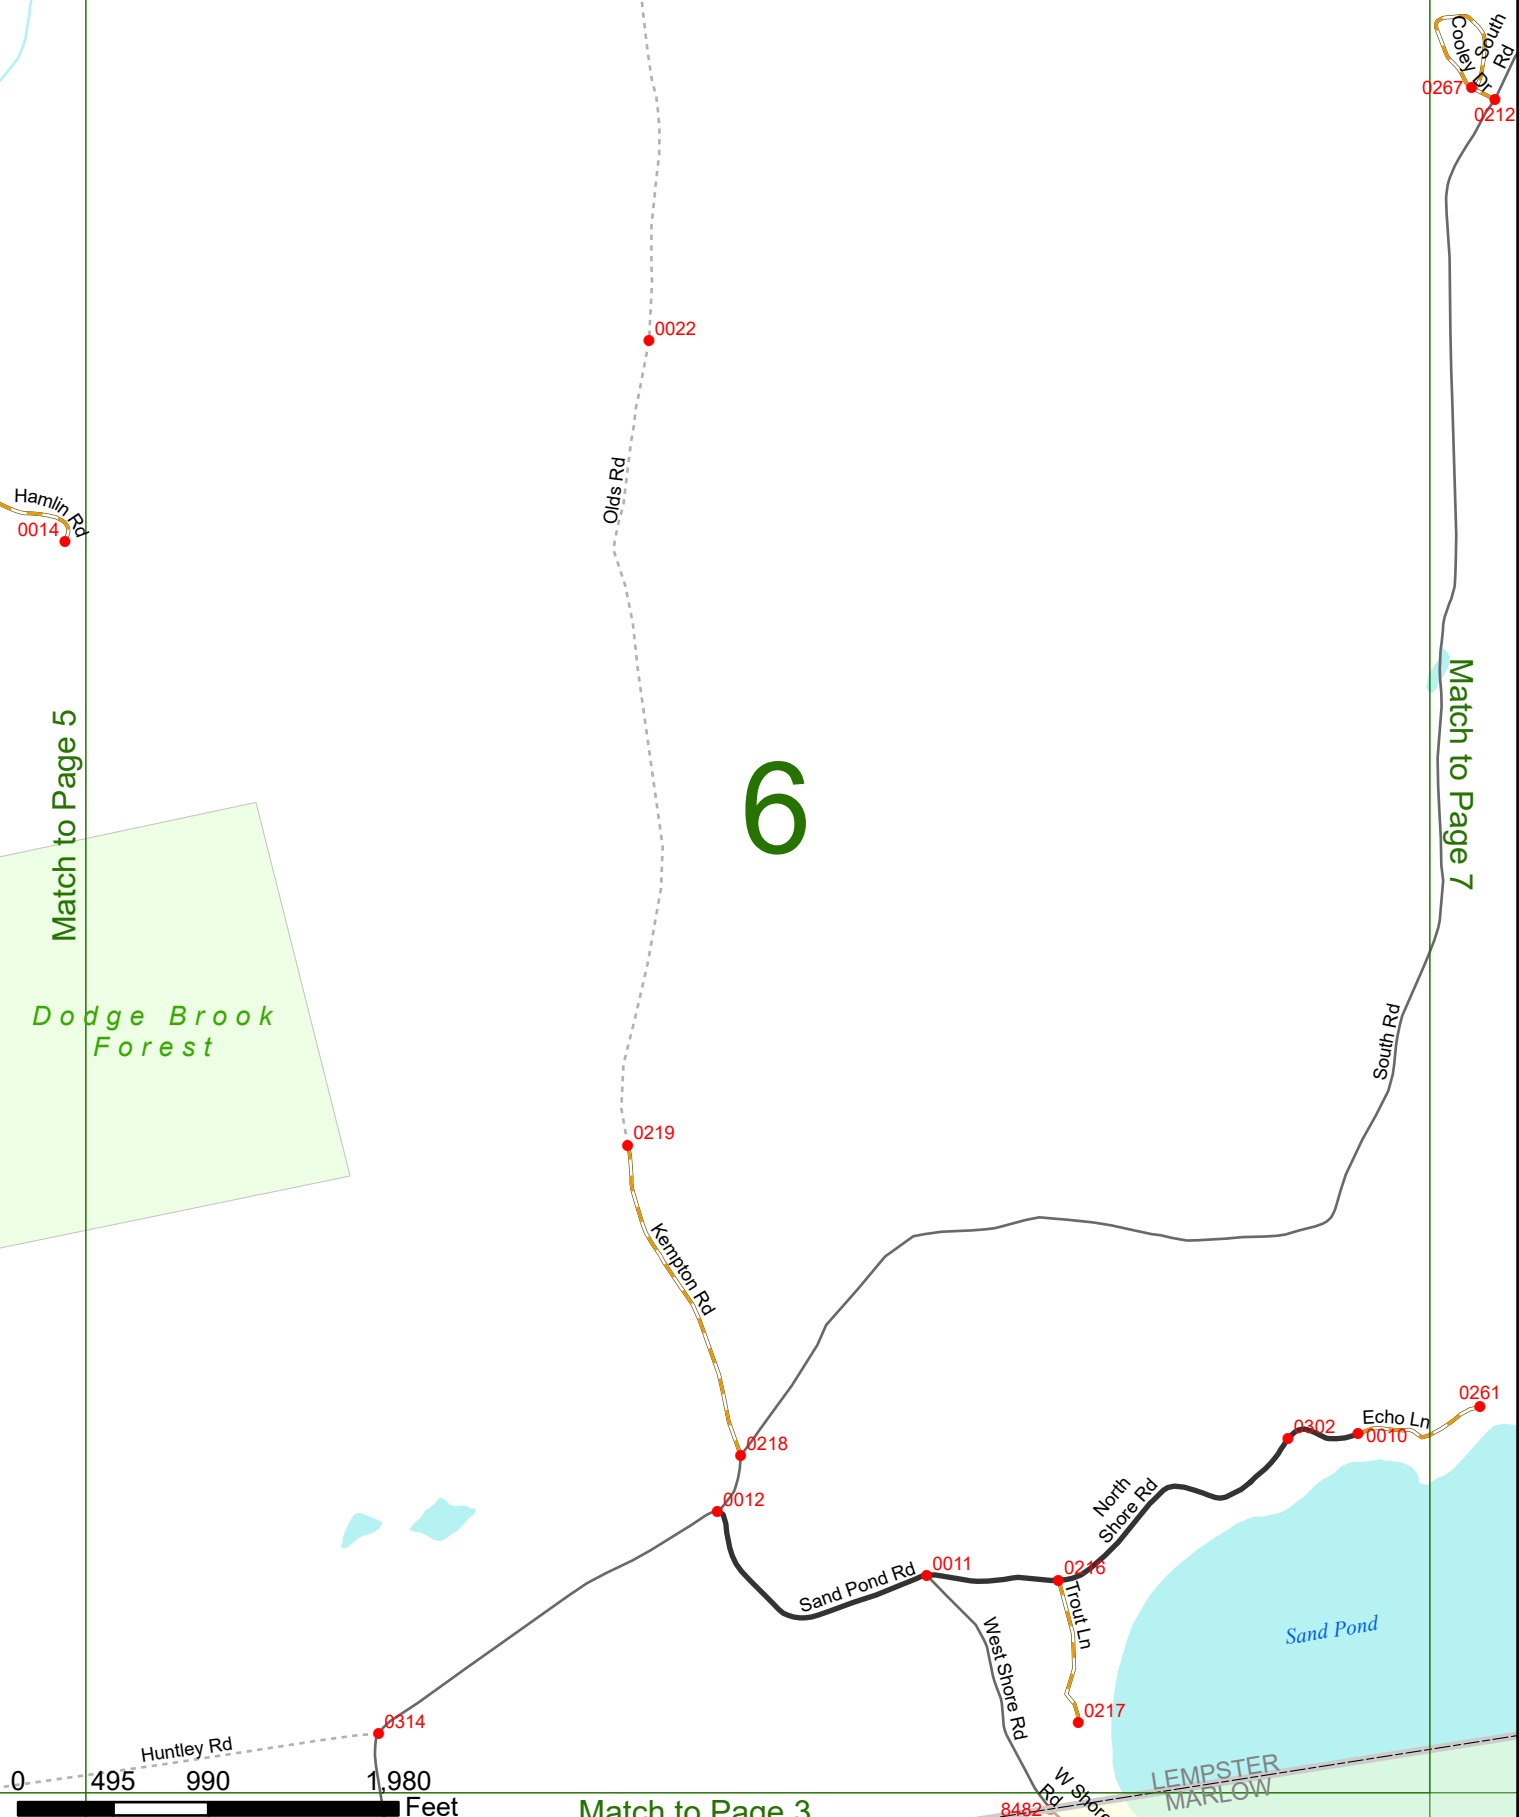 Cooley Dr
South
Rd
0267
0212
0022
Olds Rd
Hamlin Rd
0014
Match to Page 5
6
Match to Page 7
Dodge Brook
Forest
South Rd
0219
Kempton Rd
0218
0012
0261
Echo Ln
0302
0010
North
Shore Rd
Sand Pond Rd
0011
0216
Trout Ln
West Shore Rd
Sand Pond
0217
0314
Huntley Rd
0 495 990 1,980
Feet
Match to Page 3
8482
W Shore
Rd
LEMPSTER
MARLOW